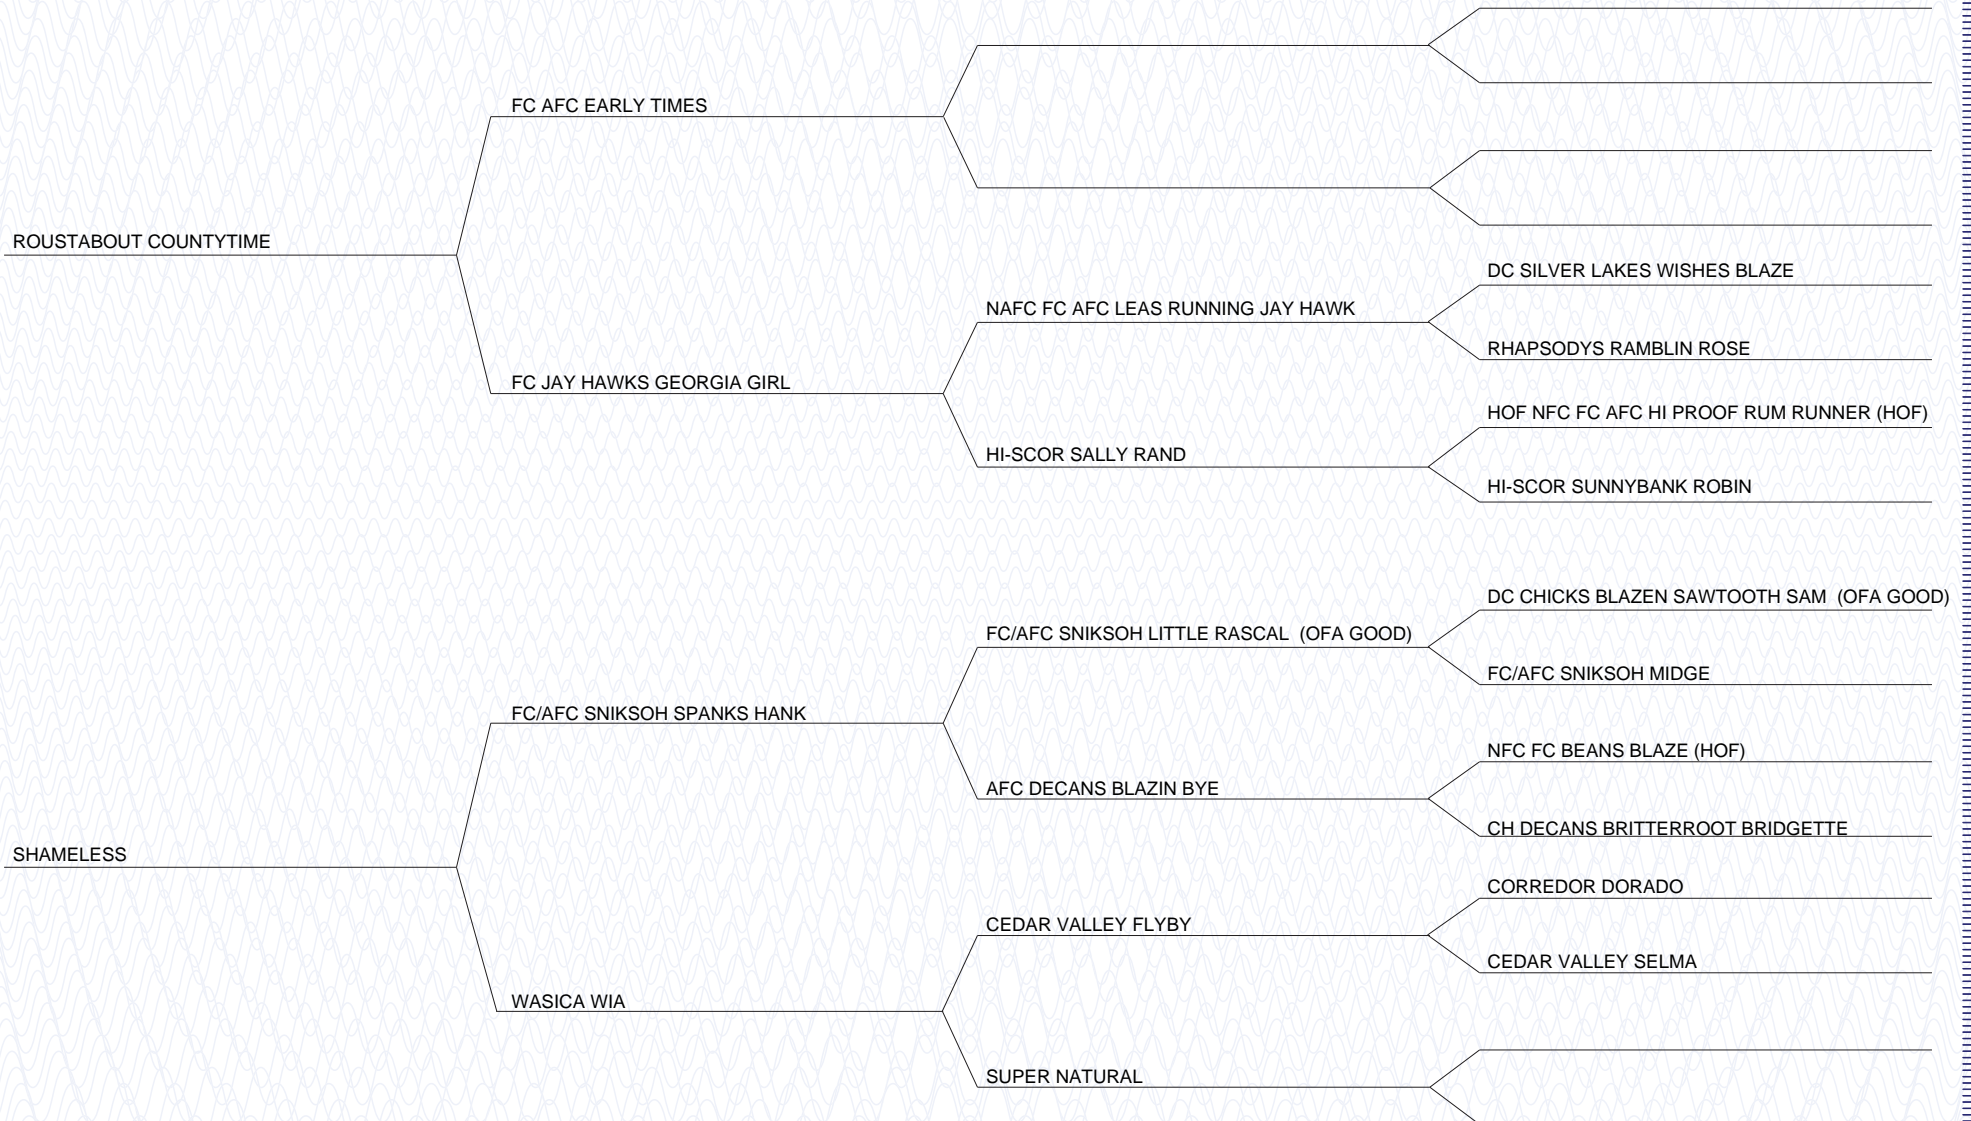 FC AFC EARLY TIMES
ROUSTABOUT COUNTYTIME
DC SILVER LAKES WISHES BLAZE
NAFC FC AFC LEAS RUNNING JAY HAWK
RHAPSODYS RAMBLIN ROSE
FC JAY HAWKS GEORGIA GIRL
HOF NFC FC AFC HI PROOF RUM RUNNER (HOF)
HI-SCOR SALLY RAND
HI-SCOR SUNNYBANK ROBIN
DC CHICKS BLAZEN SAWTOOTH SAM (OFA GOOD)
FC/AFC SNIKSOH LITTLE RASCAL (OFA GOOD)
FC/AFC SNIKSOH MIDGE
FC/AFC SNIKSOH SPANKS HANK
NFC FC BEANS BLAZE (HOF)
AFC DECANS BLAZIN BYE
CH DECANS BRITTERROOT BRIDGETTE
SHAMELESS
CORREDOR DORADO
CEDAR VALLEY FLYBY
CEDAR VALLEY SELMA
WASICA WIA
SUPER NATURAL